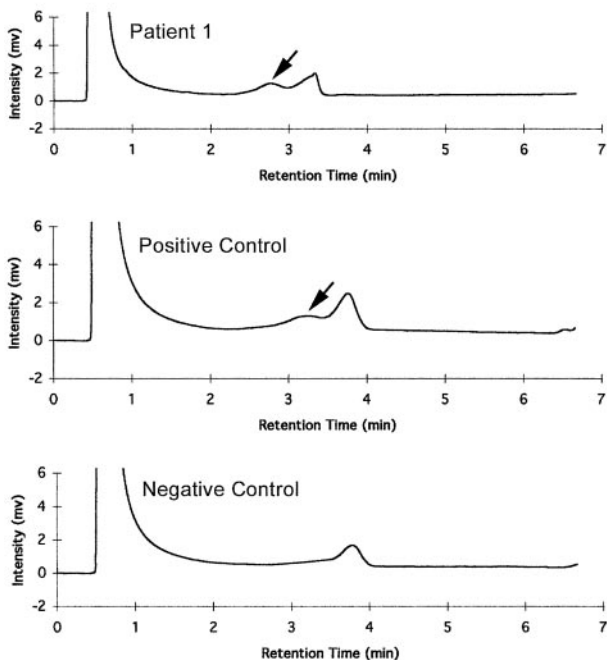 Patient 1
Intensity (mv)
6
4
2
0
-2
0 1 2 3 4 5 6 7
Retention Time (min)
Positive Control
Intensity (mv)
6
4
2
0
-2
0 1 2 3 4 5 6 7
Retention Time (min)
Negative Control
Intensity (mv)
6
4
2
0
-2
0 1 2 3 4 5 6 7
Retention Time (min)